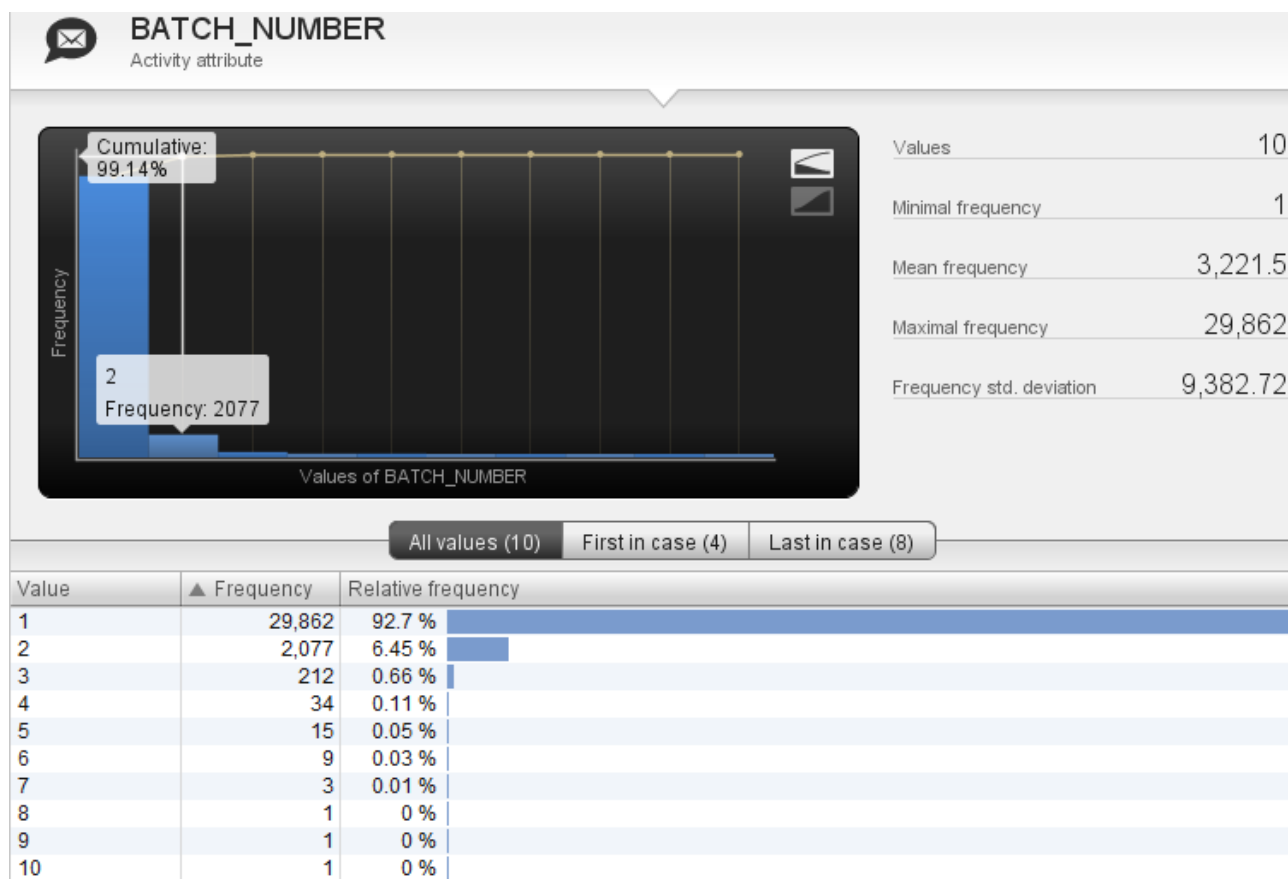 BATCH_NUMBER
Activity attribute
Cumulative:
99.14%
Frequency
2
Frequency: 2077
Values of BATCH_NUMBER
Values 10
Minimal frequency 1
Mean frequency 3,221.5
Maximal frequency 29,862
Frequency std. deviation 9,382.72
All values (10) First in case (4) Last in case (8)
Value ▲ Frequency Relative frequency
1 29,862 92.7 %
2 2,077 6.45 %
3 212 0.66 %
4 34 0.11 %
5 15 0.05 %
6 9 0.03 %
7 3 0.01 %
8 1 0 %
9 1 0 %
10 1 0 %